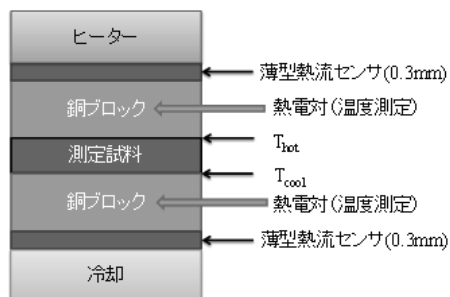 ヒーター
薄型熱流センサ(0.3mm)
銅ブロック
熱電対(温度測定)
Thot
測定試料
Tcool
銅ブロック
熱電対(温度測定)
薄型熱流センサ(0.3mm)
冷却